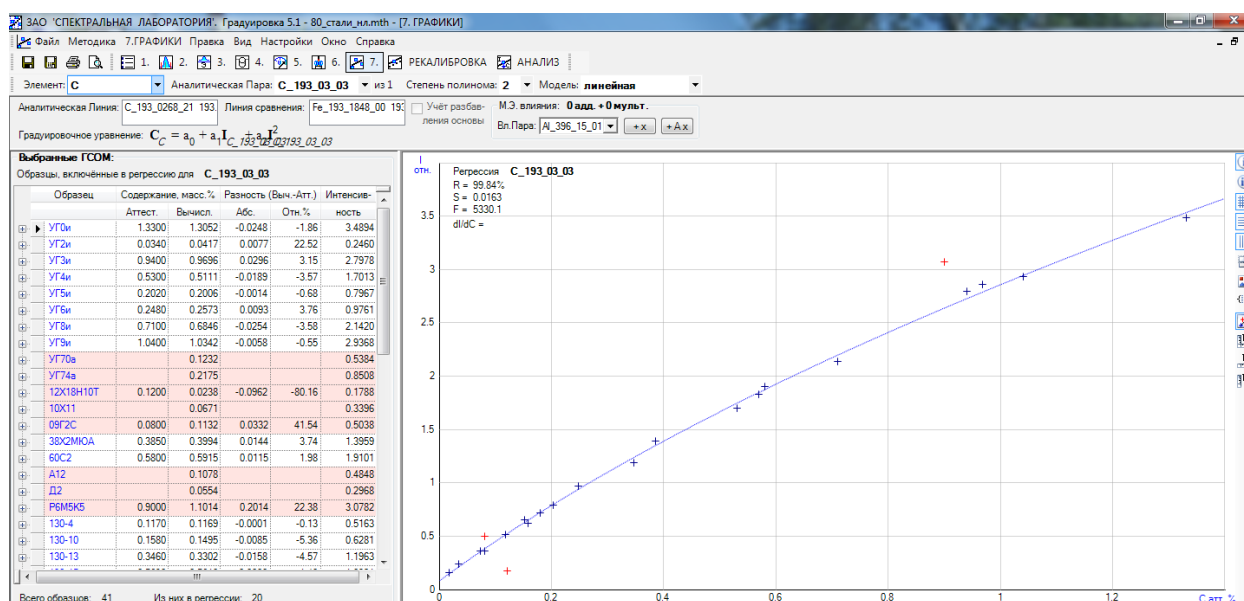 ЗАО 'СПЕКТРАЛЬНАЯ ЛАБОРАТОРИЯ'. Градуировка 5.1 - 80_стали_нл.mth - [7. ГРАФИКИ]
Файл Методика 7.ГРАФИКИ Правка Вид Настройки Окно Справка
1. 2. 3. 4. 5. 6. 7. РЕКАЛИБРОВКА АНАЛИЗ
Элемент: C Аналитическая Пара: C_193_03_03 из 1 Степень полинома: 2 Модель: линейная
Аналитическая Линия: C_193_0268_21 193. Линия сравнения: Fe_193_1848_00 193 Учёт разбав-ления основы М.Э. влияния: 0 адд. + 0 мульт.
Вл.Пара: Al_396_15_01 +x +Ax
Градуировочное уравнение:
Выбранные ГСОМ:
Образцы, включённые в регрессию для C_193_03_03
Образец Содержание, масс.% Разность (Выч.-Атт.) Интенсив-
Аттест. Вычисл. Абс. Отн.% ность
УГ0и 1.3300 1.3052 -0.0248 -1.86 3.4894
УГ2и 0.0340 0.0417 0.0077 22.52 0.2460
УГ3и 0.9400 0.9696 0.0296 3.15 2.7978
УГ4и 0.5300 0.5111 -0.0189 -3.57 1.7013
УГ5и 0.2020 0.2006 -0.0014 -0.68 0.7967
УГ6и 0.2480 0.2573 0.0093 3.76 0.9761
УГ8и 0.7100 0.6846 -0.0254 -3.58 2.1420
УГ9и 1.0400 1.0342 -0.0058 -0.55 2.9368
УГ70а 0.1232 0.5384
УГ74а 0.2175 0.8508
12Х18Н10Т 0.1200 0.0238 -0.0962 -80.16 0.1788
10Х11 0.0671 0.3396
09Г2С 0.0800 0.1132 0.0332 41.54 0.5038
38Х2МЮА 0.3850 0.3994 0.0144 3.74 1.3959
60С2 0.5800 0.5915 0.0115 1.98 1.9101
А12 0.1078 0.4848
Д2 0.0554 0.2968
Р6М5К5 0.9000 1.1014 0.2014 22.38 3.0782
130-4 0.1170 0.1169 -0.0001 -0.13 0.5163
130-10 0.1580 0.1495 -0.0085 -5.36 0.6281
130-13 0.3460 0.3302 -0.0158 -4.57 1.1963
Всего образцов: 41 Из них в регрессии: 20
I
отн.
Регрессия C_193_03_03
R = 99.84%
S = 0.0163
F = 5330.1
dI/dC =
3.5
3
2.5
2
1.5
1
0.5
0
0 0.2 0.4 0.6 0.8 1 1.2 C атт. %